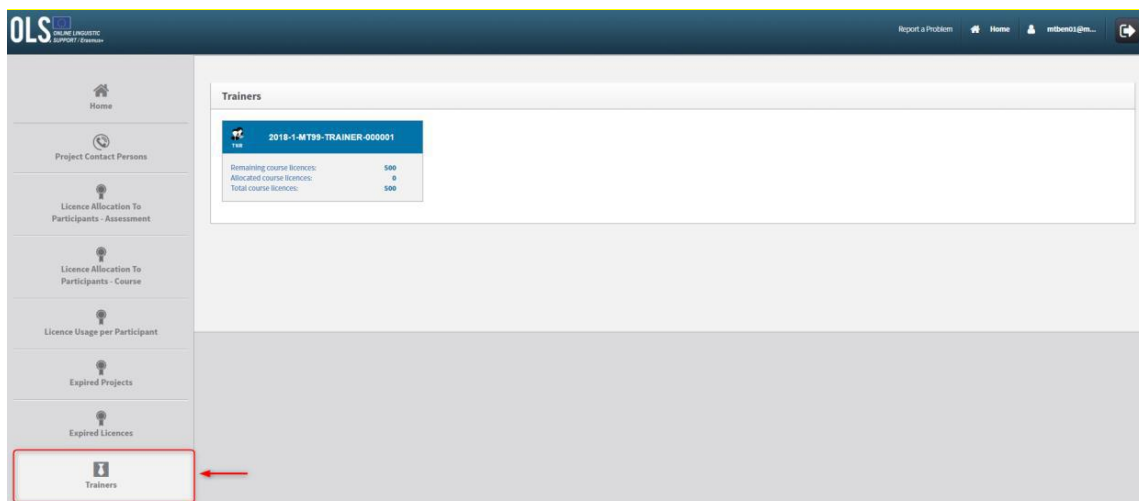 OLS ONLINE LINGUISTIC
SUPPORT / Erasmus+
Report a Problem
Home
mtben01@m...
Home
Project Contact Persons
Licence Allocation To
Participants - Assessment
Licence Allocation To
Participants - Course
Licence Usage per Participant
Expired Projects
Expired Licences
Trainers
Trainers
2018-1-MT99-TRAINER-000001
Remaining course licences: 500
Allocated course licences: 0
Total course licences: 500